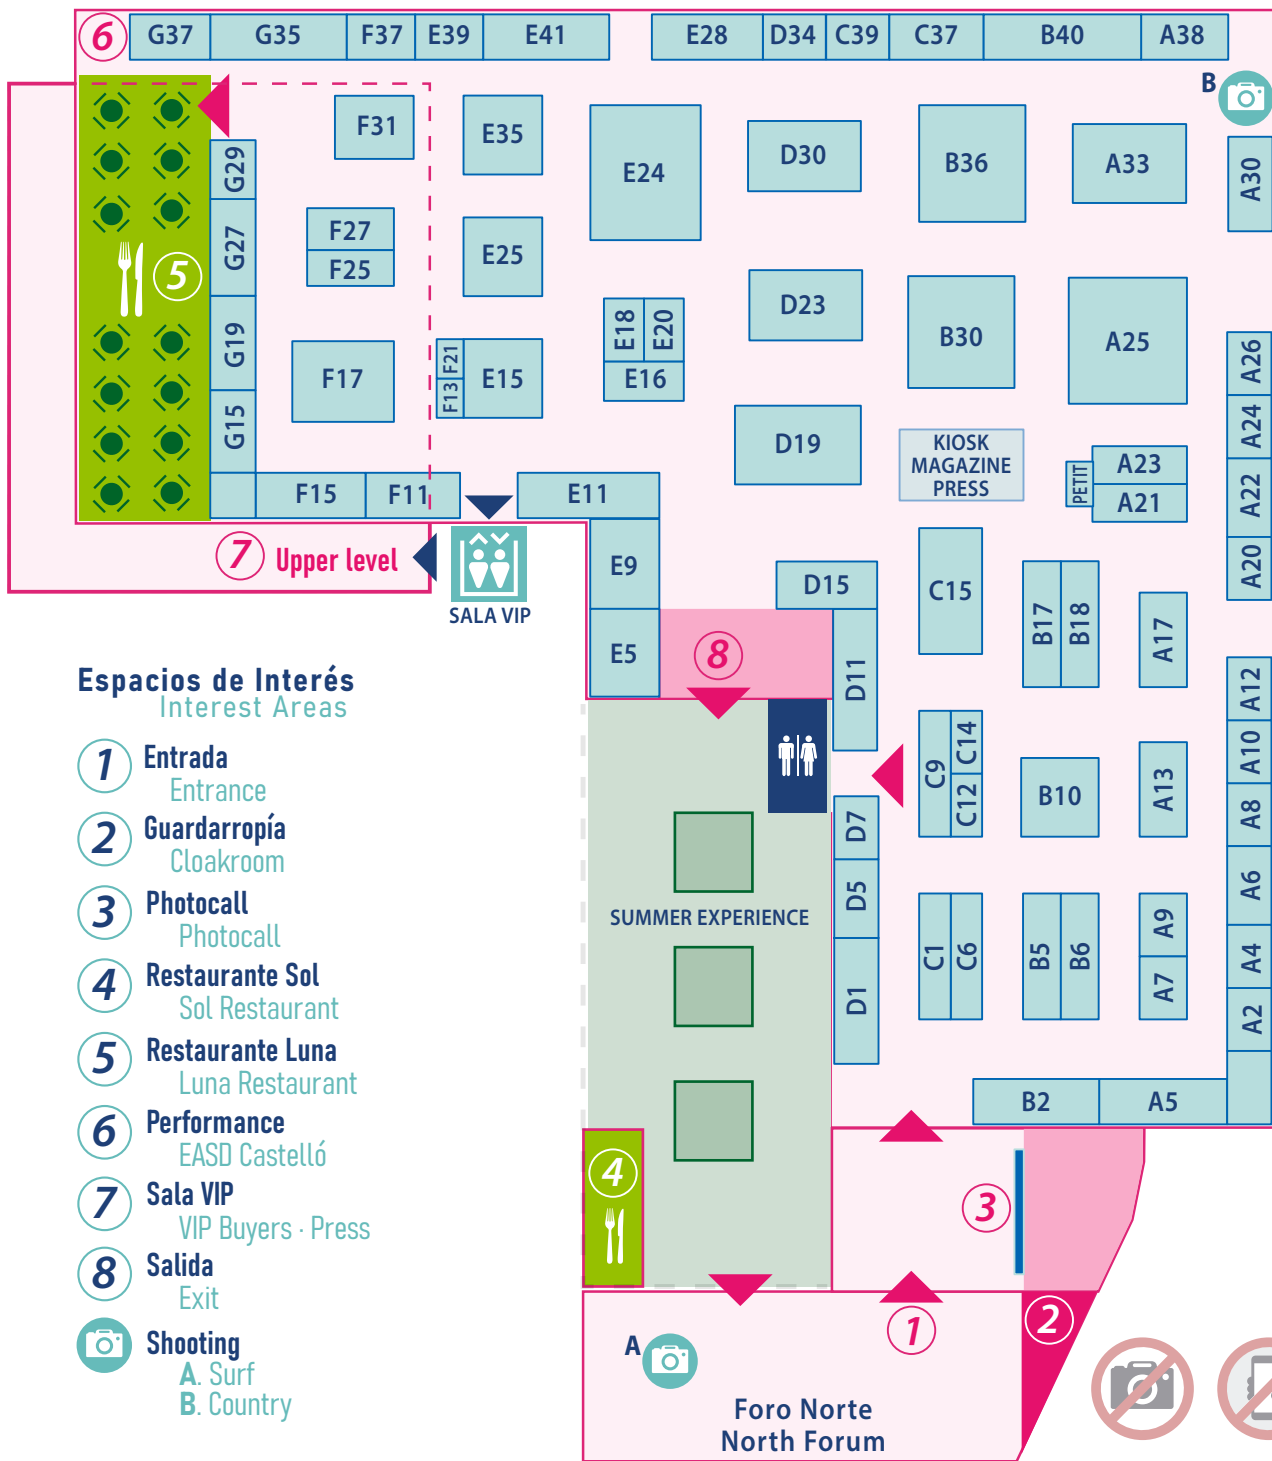 6 G37 G35 F37 E39 E41 E28 D34 C39 C37 B40 A38
B
F31 E35 E24 D30 B36 A33 A30
G29
F27
G27
F25
E25
5
D23 B30 A25
E18 E20
G19
F17
F21
F13
E15
E16
A26
G15
D19
A24
KIOSK
MAGAZINE
PRESS
PETIT
A23
A21
A22
F15 F11 E11
7 Upper level
SALA VIP
E9
D15
C15
B17 B18
A17
A20
E5
8
D11
A12
C9 C14
C12
B10
A13
A10
A8
D7
D5
SUMMER EXPERIENCE
A6
C1 C6
B5 B6
A9
A7
A4
D1
A2
B2 A5
4
3
1
2
A
Foro Norte
North Forum
Espacios de Interés
Interest Areas
1 Entrada
Entrance
2 Guardarropía
Cloakroom
3 Photocall
Photocall
4 Restaurante Sol
Sol Restaurant
5 Restaurante Luna
Luna Restaurant
6 Performance
EASD Castelló
7 Sala VIP
VIP Buyers · Press
8 Salida
Exit
Shooting
A. Surf
B. Country